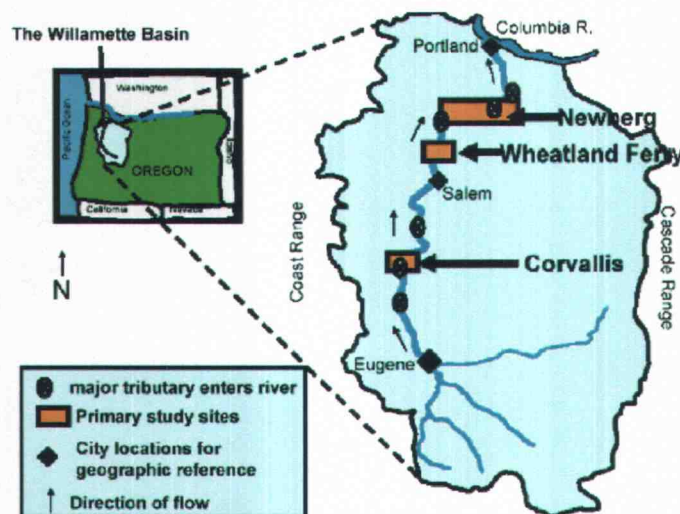 The Willamette Basin
Washington
Pacific Ocean
OREGON
Idaho
California
Nevada
N
Columbia R.
Portland
Newberg
Wheatland Ferry
Salem
Coast Range
Cascade Range
Corvallis
Eugene
major tributary enters river
Primary study sites
City locations for
geographic reference
Direction of flow